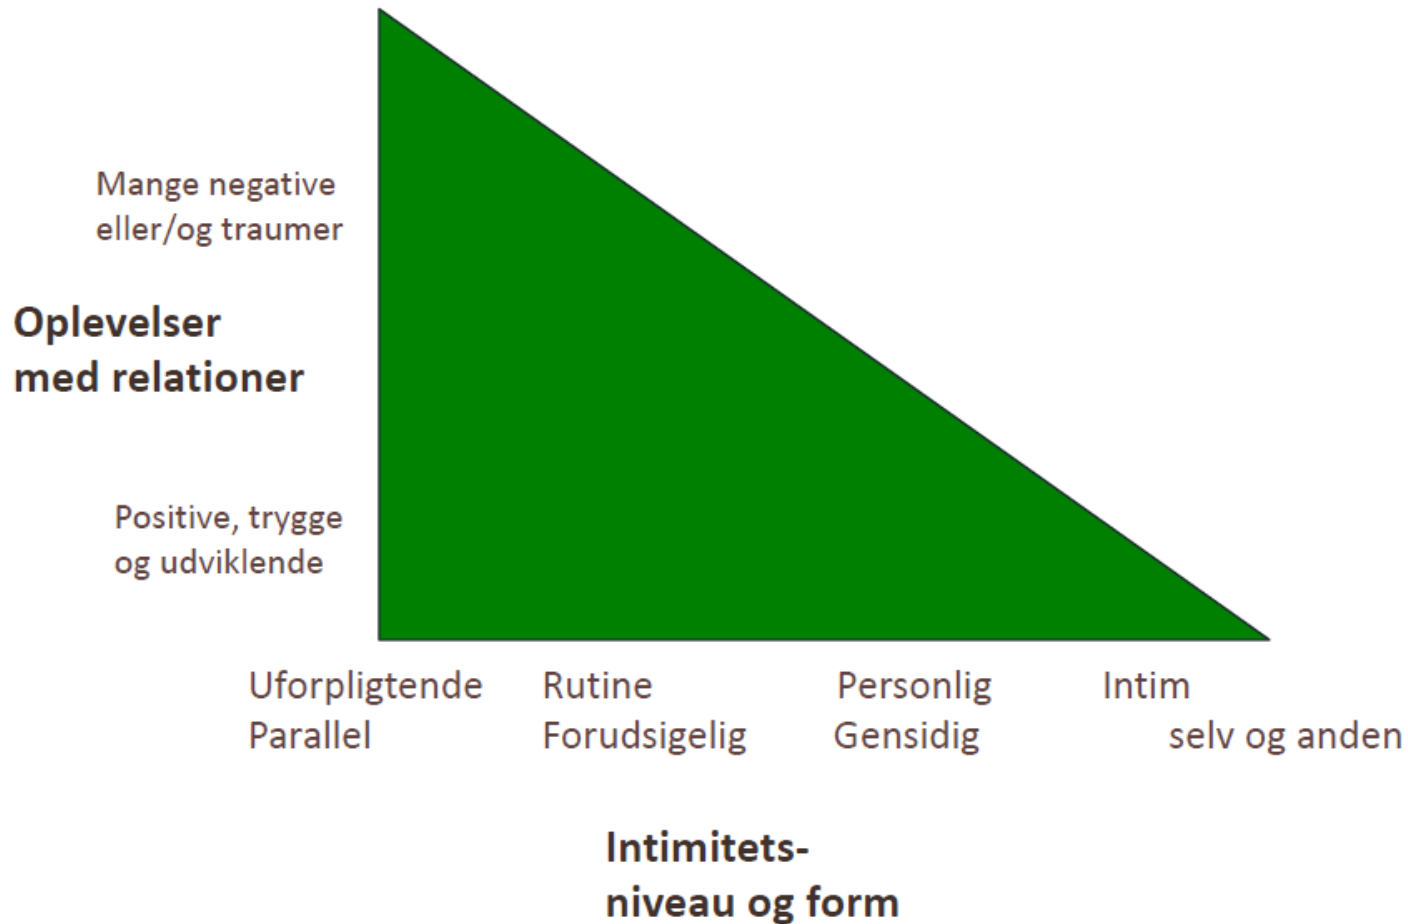 Mange negative
eller/og traumer
Oplevelser
med relationer
Positive, trygge
og udviklende
Uforpligtende Rutine Personlig Intim
Parallel Forudsigelig Gensidig selv og anden
Intimitets-
niveau og form